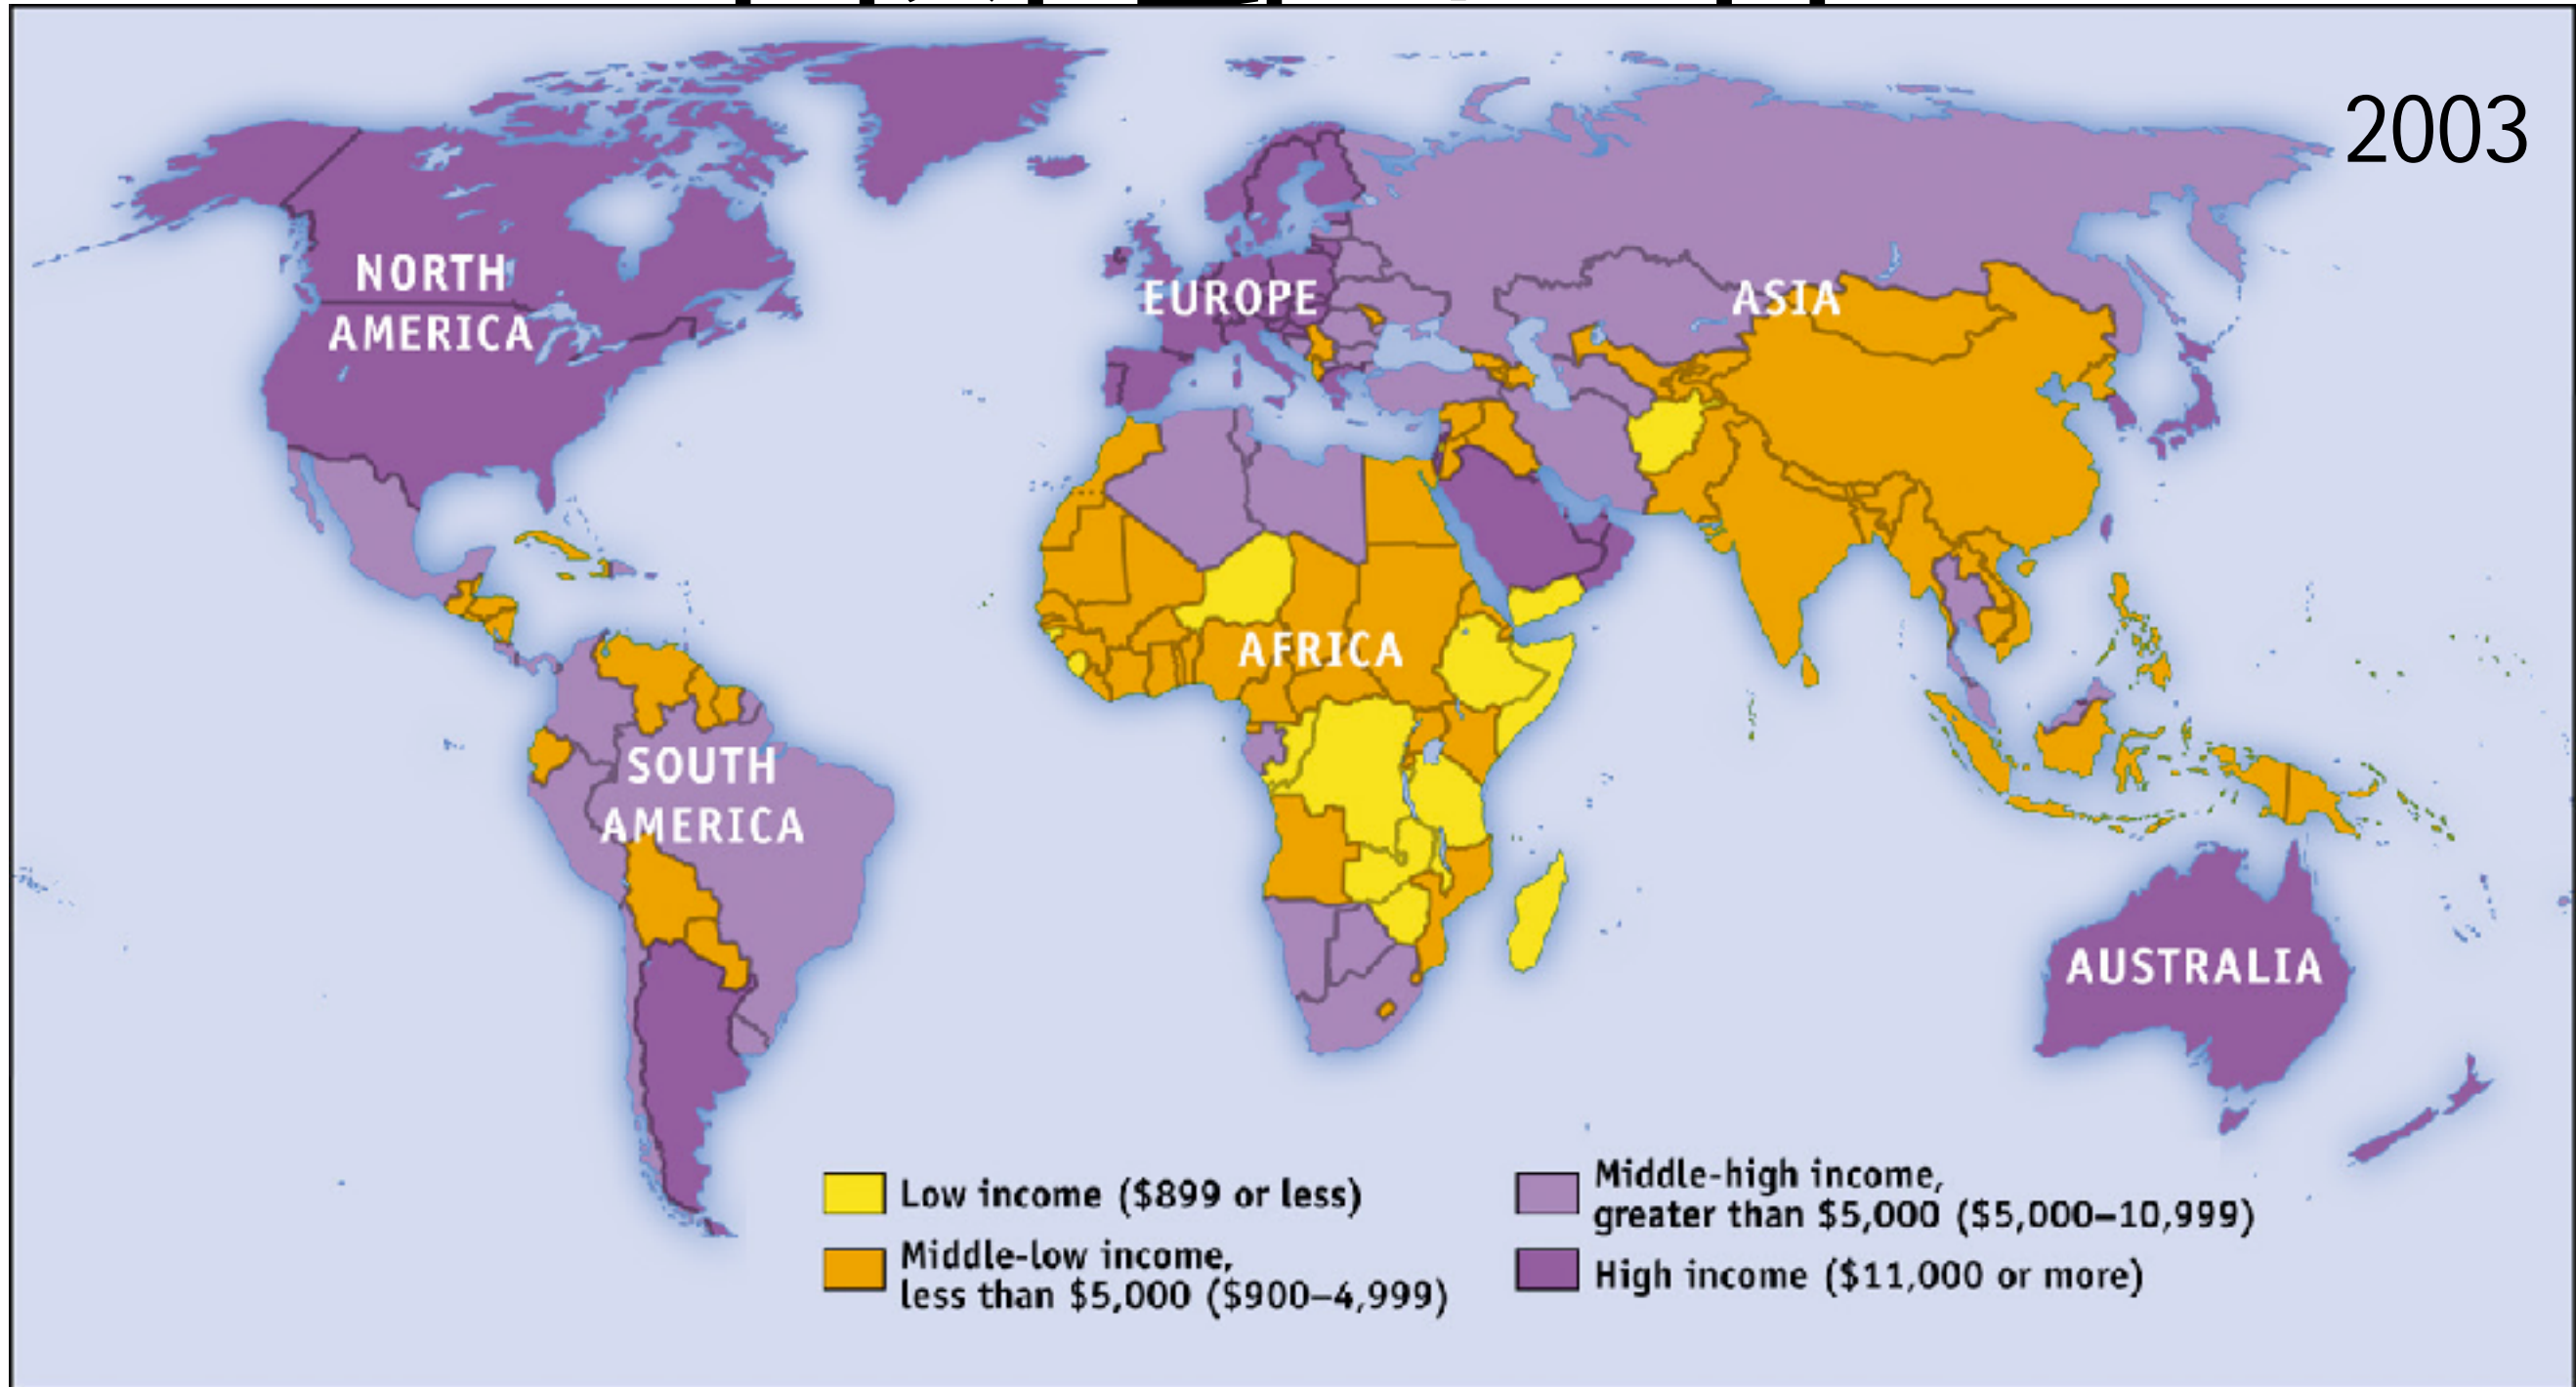 2003
NORTH
AMERICA
EUROPE
ASIA
AFRICA
SOUTH
AMERICA
AUSTRALIA
Low income ($899 or less)
Middle-low income,
less than $5,000 ($900–4,999)
Middle-high income,
greater than $5,000 ($5,000–10,999)
High income ($11,000 or more)